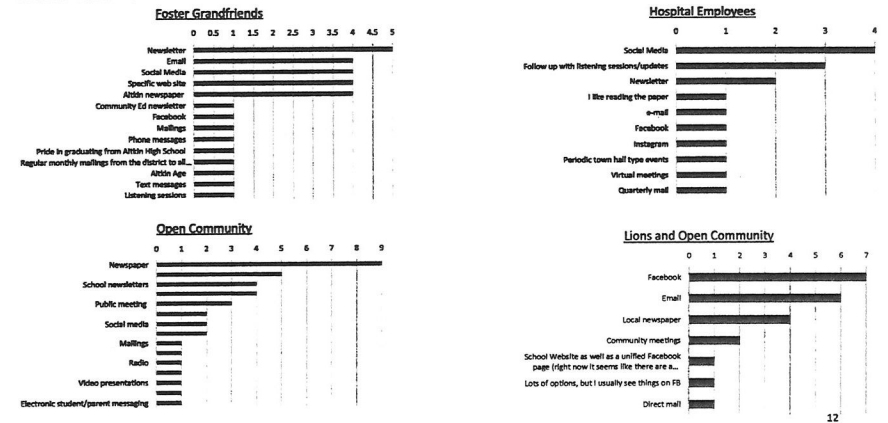 Foster Grandfriends
0 0.5 1 1.5 2 2.5 3 3.5 4 4.5 5
Newsletter
Email
Social Media
Specific web site
Aitkin newspaper
Community Ed newsletter
Facebook
Mailings
Phone messages
Pride in graduating from Aitkin High School
Regular monthly mailings from the district to all...
Aitkin Age
Text messages
Listening sessions
Hospital Employees
0 1 2 3 4
Social Media
Follow up with listening sessions/updates
Newsletter
I like reading the paper
e-mail
Facebook
Instagram
Periodic town hall type events
Virtual meetings
Quarterly mail
Open Community
0 1 2 3 4 5 6 7 8 9
Newspaper
School newsletters
Public meeting
Social media
Mailings
Radio
Video presentations
Electronic student/parent messaging
Lions and Open Community
0 1 2 3 4 5 6 7
Facebook
Email
Local newspaper
Community meetings
School Website as well as a unified Facebook
page (right now it seems like there are a...
Lots of options, but I usually see things on FB
Direct mail
12